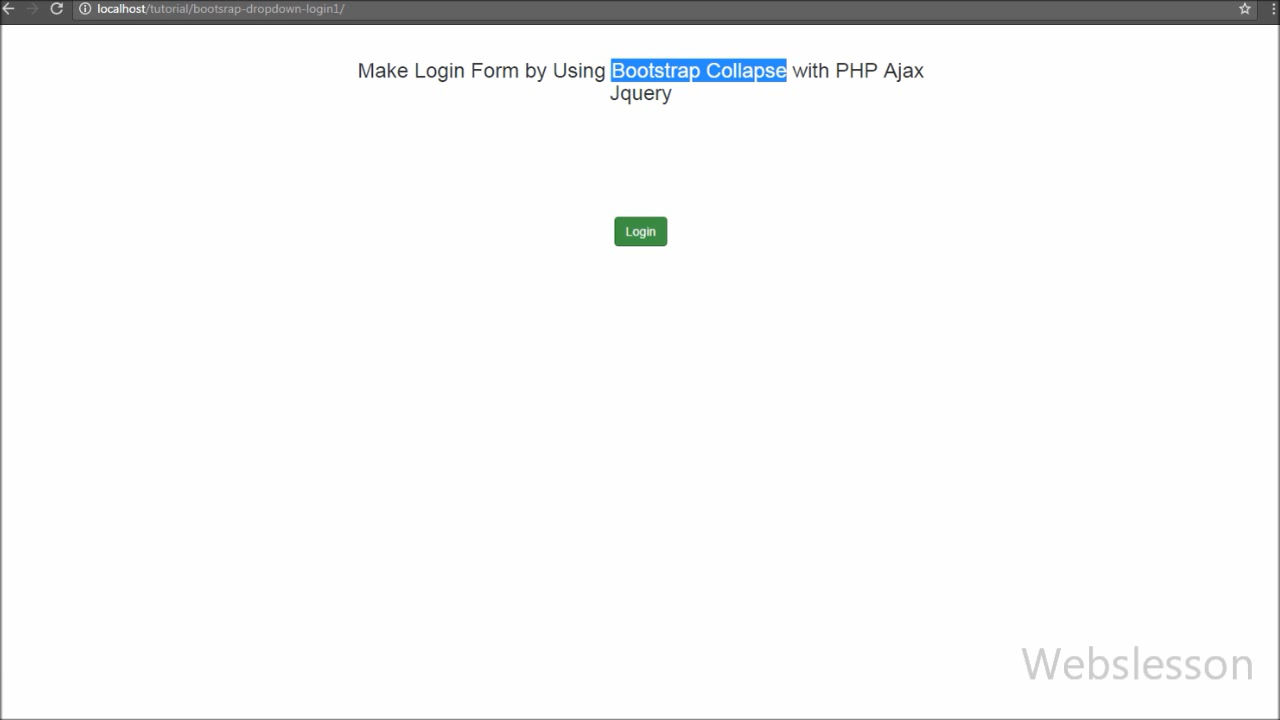 localhost/tutorial/bootsrap-dropdown-login1/
Make Login Form by Using Bootstrap Collapse with PHP Ajax
Jquery
Login
Webslesson